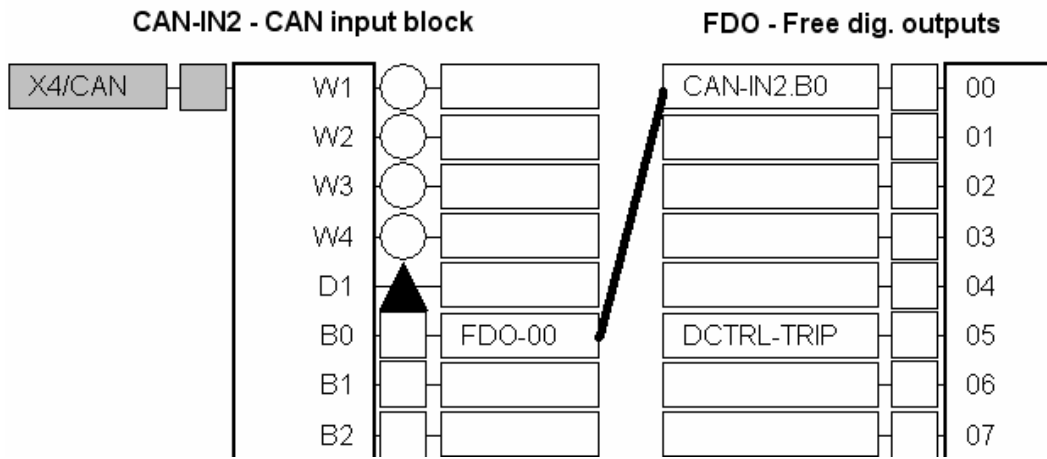 CAN-IN2 - CAN input block FDO - Free dig. outputs
X4/CAN W1 CAN-IN2.B0 00
W2 01
W3 02
W4 03
D1 04
B0 FDO-00 DCTRL-TRIP 05
B1 06
B2 07